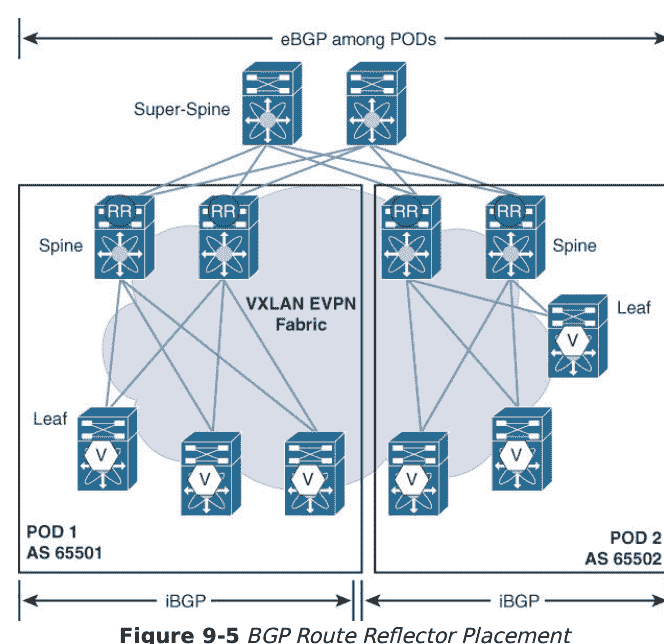 eBGP among PODs
Super-Spine
RR
RR
RR
RR
Spine
Spine
VXLAN EVPN
Fabric
Leaf
V
Leaf
V
V
V
V
V
POD 1
AS 65501
POD 2
AS 65502
iBGP
iBGP
Figure 9-5 BGP Route Reflector Placement